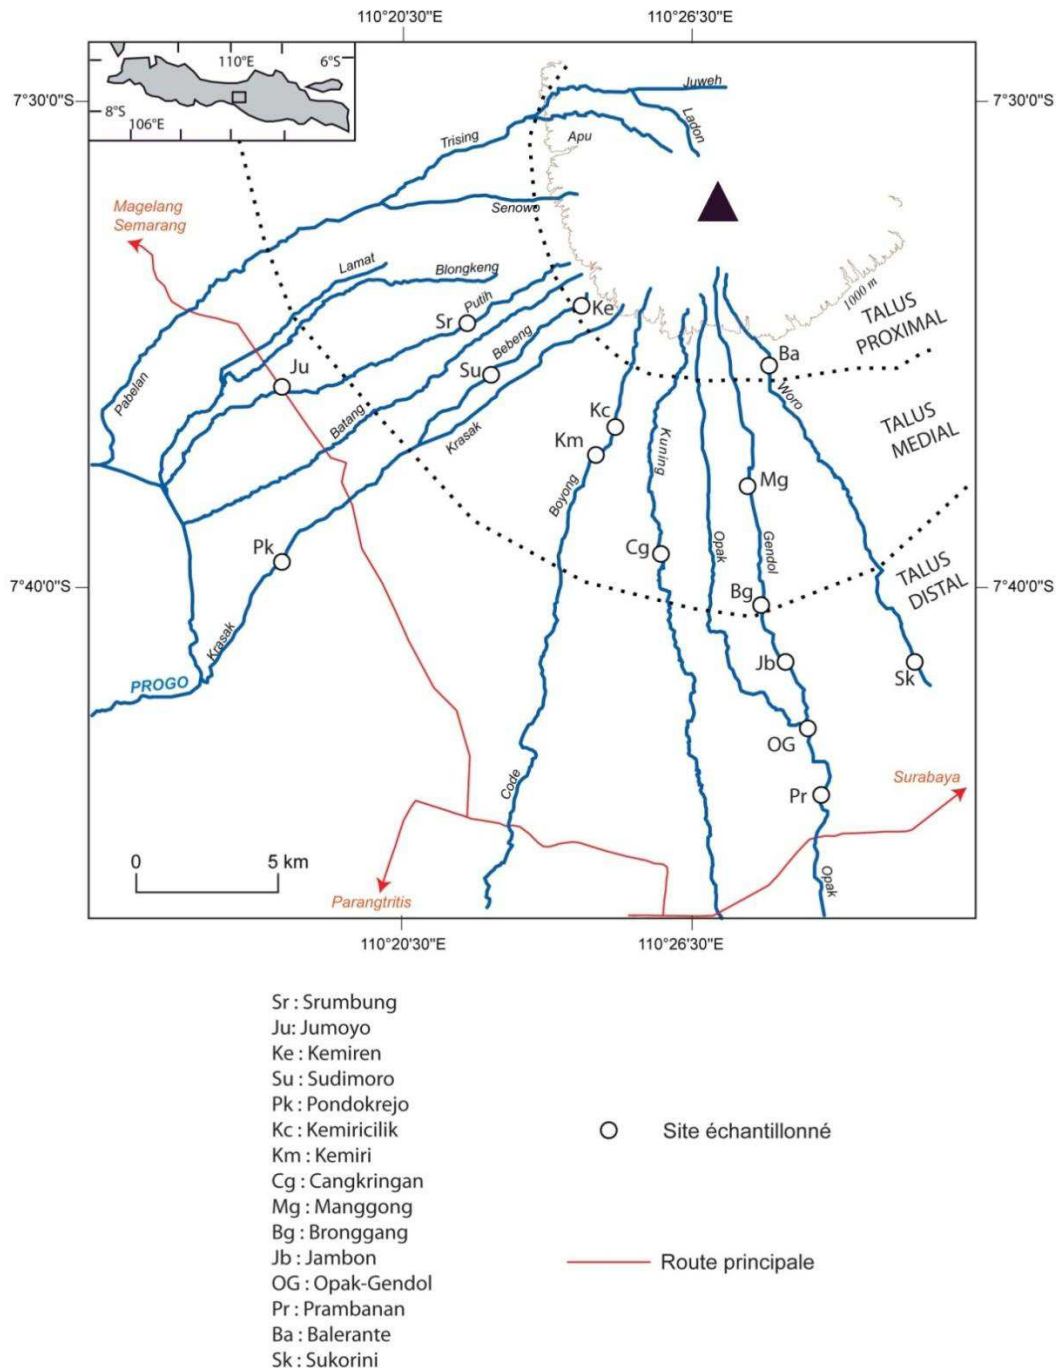 110°20'30"E
110°26'30"E
110°E
6°S
8°S
106°E
7°30'0"S
7°30'0"S
Juweh
Ladon
Trising
Apu
Senowo
Magelang
Semarang
Lamat
Blongkeng
Putih
Sr
Ke
1000 m
TALUS
PROXIMAL
Bebeng
Ba
Ju
Su
Woro
Pabelan
Kc
Batang
Krasak
TALUS
MEDIAL
Km
Kuning
Boyong
Mg
Pk
Cg
Opak
Gendol
TALUS
DISTAL
7°40'0"S
7°40'0"S
Bg
Krasak
Jb
Sk
PROGO
OG
Code
Pr
Surabaya
0
5 km
Opak
Parangtritis
110°20'30"E
110°26'30"E
Sr : Srumbung
Ju: Jumoyo
Ke : Kemiren
Su : Sudimoro
Pk : Pondokrejo
Kc : Kemiricilik
Km : Kemiri
Cg : Cangkringan
Mg : Manggong
Bg : Bronggang
Jb : Jambon
OG : Opak-Gendol
Pr : Prambanan
Ba : Balerante
Sk : Sukorini
Site échantillonné
Route principale